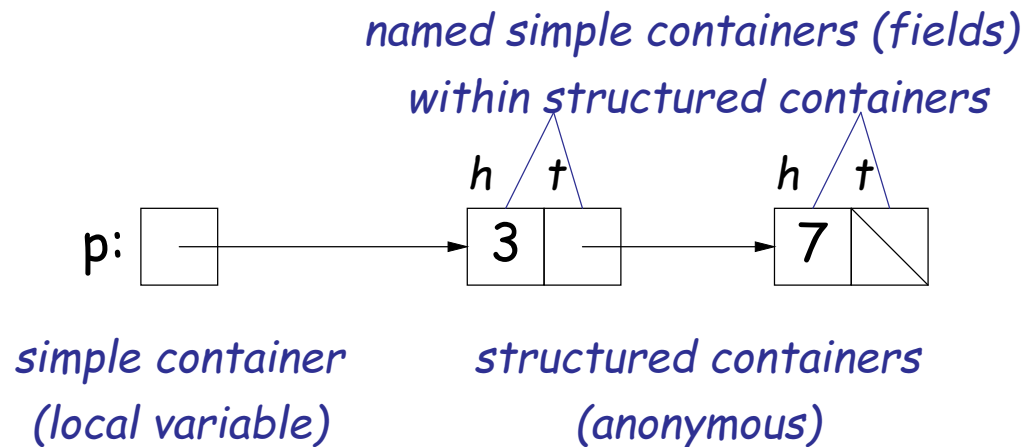 named simple containers (fields)
within structured containers
h t h t
p: 3 7
simple container structured containers
(local variable) (anonymous)